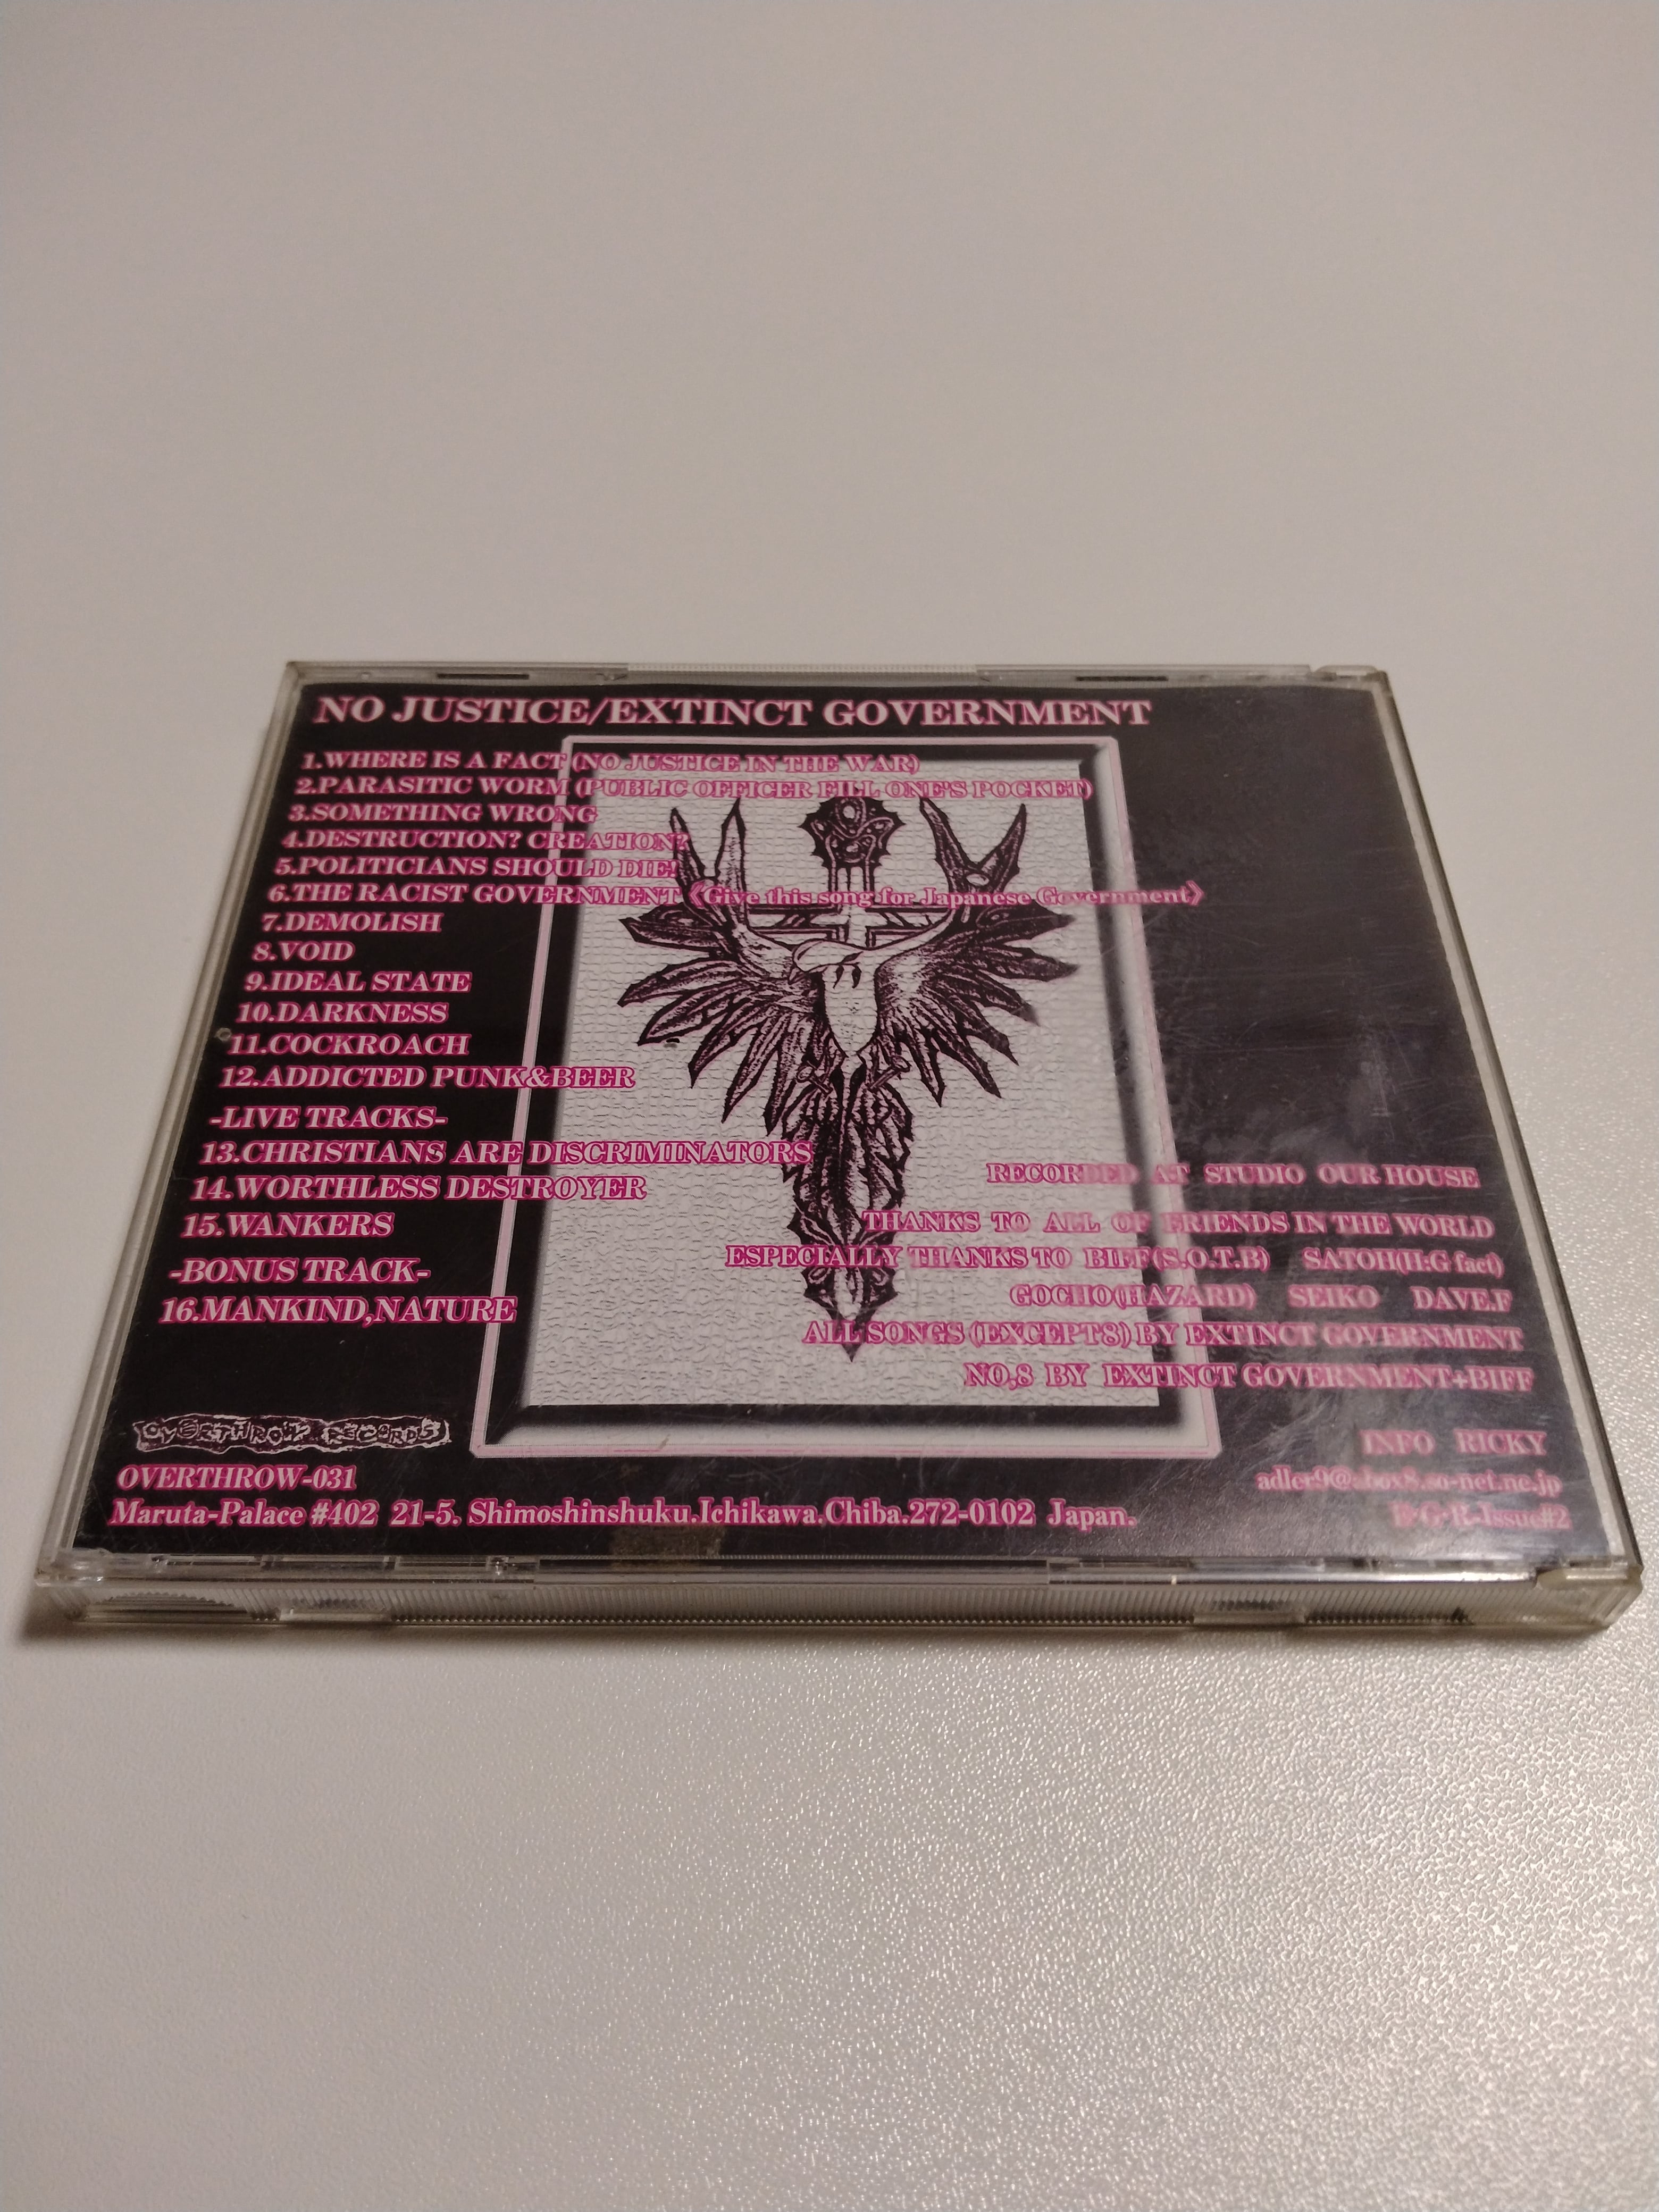 NO JUSTICE/EXTINCT GOVERNMENT
1.WHERE IS A FACT (NO JUSTICE IN THE WAR)
2.PARASITIC WORM (PUBLIC OFFICER FILL ONE'S POCKET)
3.SOMETHING WRONG
4.DESTRUCTION? CREATION?
5.POLITICIANS SHOULD DIE!
6.THE RACIST GOVERNMENT《Give this song for Japanese Government》
7.DEMOLISH
8.VOID
9.IDEAL STATE
10.DARKNESS
11.COCKROACH
12.ADDICTED PUNK&BEER
-LIVE TRACKS-
13.CHRISTIANS ARE DISCRIMINATORS
14.WORTHLESS DESTROYER
15.WANKERS
-BONUS TRACK-
16.MANKIND,NATURE
RECORDED AT STUDIO OUR HOUSE
THANKS TO ALL OF FRIENDS IN THE WORLD
ESPECIALLY THANKS TO BIFF(S.O.T.B) SATOH(H:G fact)
GOCHO(HAZARD) SEIKO DAVE.F
ALL SONGS (EXCEPT8) BY EXTINCT GOVERNMENT
NO,8 BY EXTINCT GOVERNMENT+BIFF
OVERTHROW RECORDS
OVERTHROW-031
Maruta-Palace #402 21-5. Shimoshinshuku.Ichikawa.Chiba.272-0102 Japan.
INFO RICKY
Issue#2